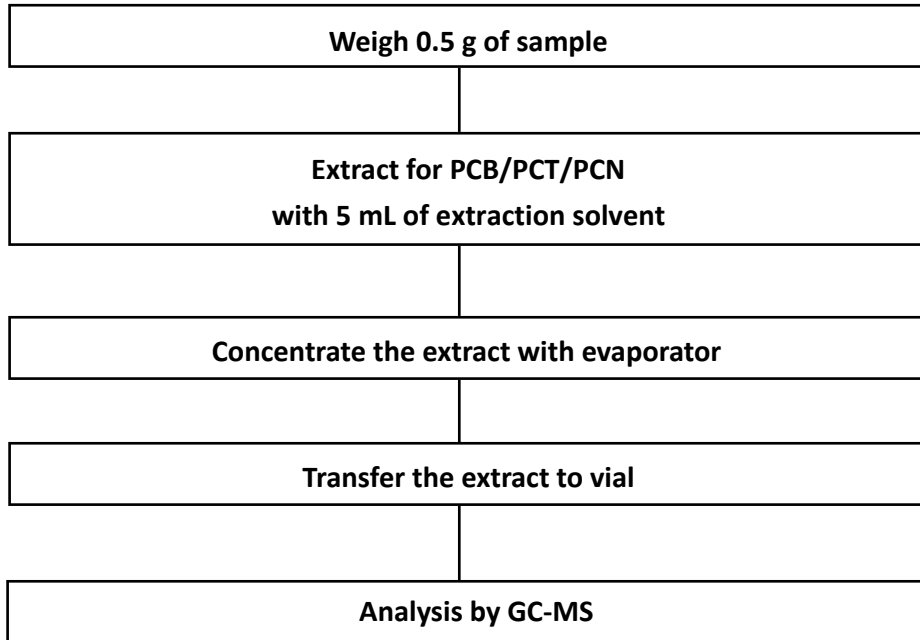 Weigh 0.5 g of sample
Extract for PCB/PCT/PCN
with 5 mL of extraction solvent
Concentrate the extract with evaporator
Transfer the extract to vial
Analysis by GC-MS